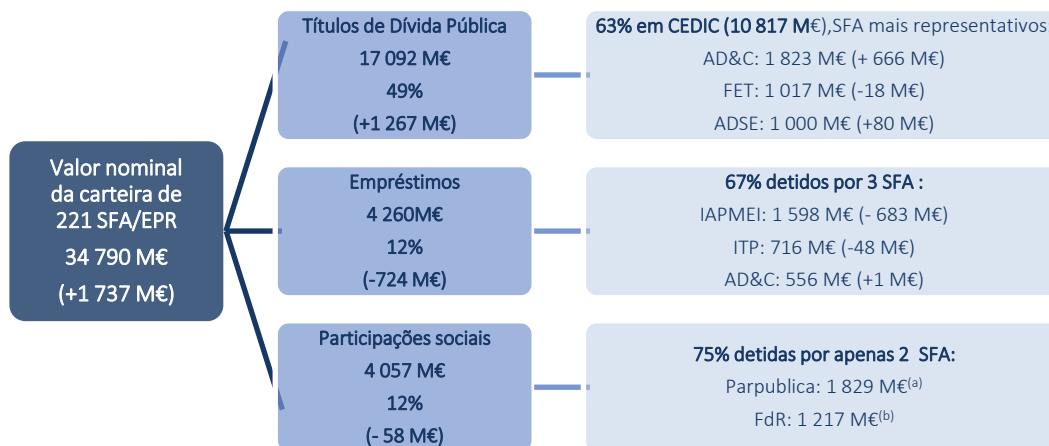 Valor nominal
da carteira de
221 SFA/EPR
34 790 M€
(+1 737 M€)
Títulos de Dívida Pública
17 092 M€
49%
(+1 267 M€)
63% em CEDIC (10 817 M€),SFA mais representativos
AD&C: 1 823 M€ (+ 666 M€)
FET: 1 017 M€ (-18 M€)
ADSE: 1 000 M€ (+80 M€)
Empréstimos
4 260M€
12%
(-724 M€)
67% detidos por 3 SFA :
IAPMEI: 1 598 M€ (- 683 M€)
ITP: 716 M€ (-48 M€)
AD&C: 556 M€ (+1 M€)
Participações sociais
4 057 M€
12%
(- 58 M€)
75% detidas por apenas 2 SFA:
Parpublica: 1 829 M€(a)
FdR: 1 217 M€(b)